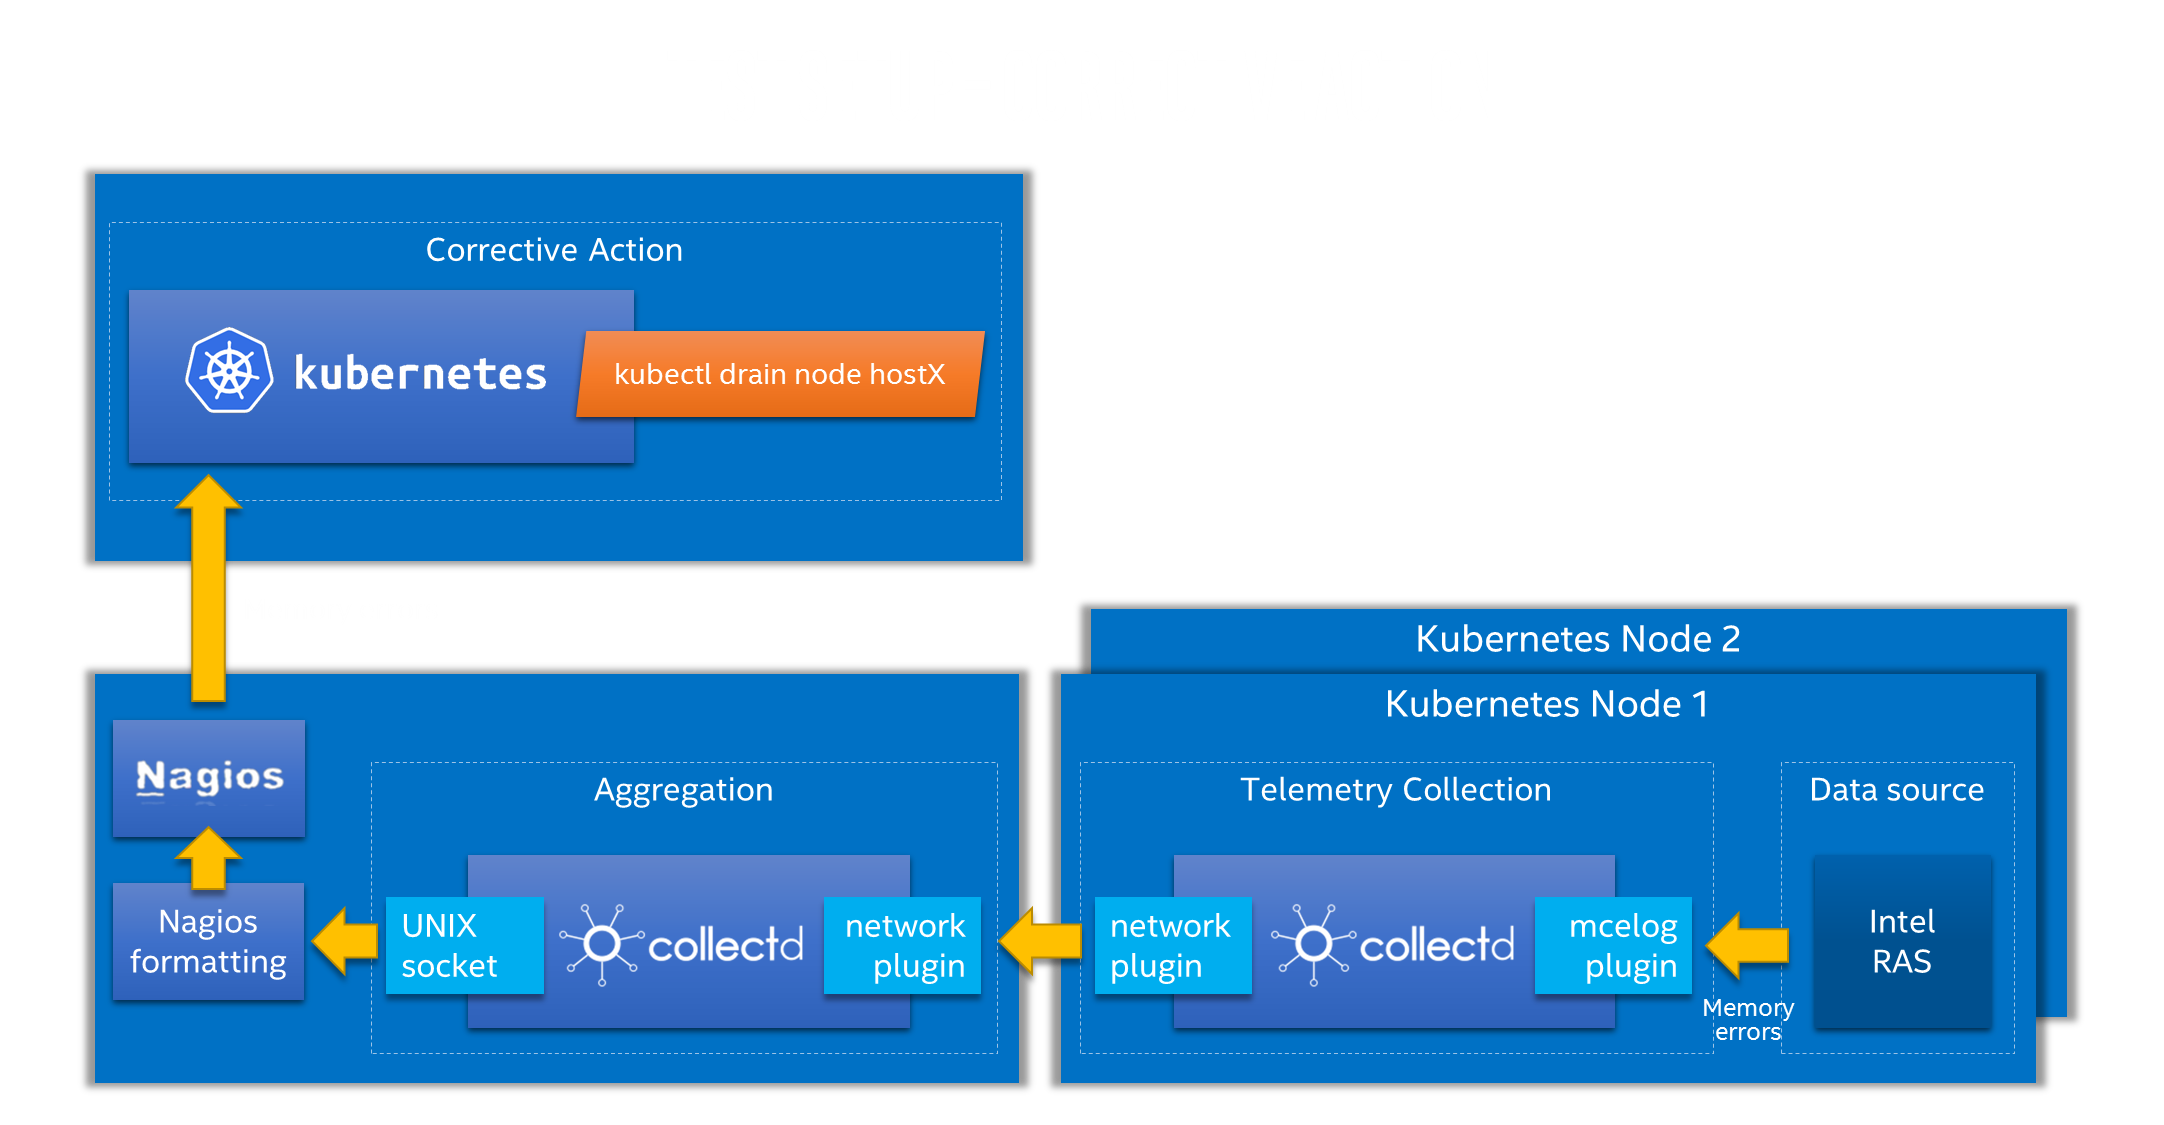 Corrective Action
kubernetes
kubectl drain node hostX
Kubernetes Node 2
Kubernetes Node 1
Nagios
Aggregation
Telemetry Collection
Data source
Nagios
formatting
UNIX
socket
collectd
network
plugin
network
plugin
collectd
mcelog
plugin
Intel
RAS
Memory
errors